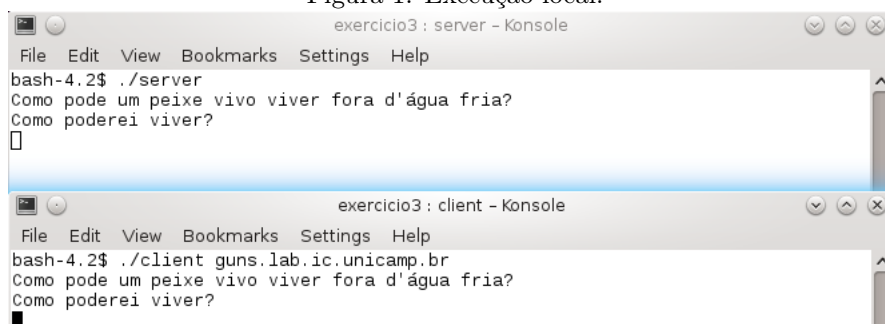 Figura 1: Execução local.
exercicio3 : server – Konsole
File Edit View Bookmarks Settings Help
bash-4.2$ ./server
Como pode um peixe vivo viver fora d'água fria?
Como poderei viver?
exercicio3 : client – Konsole
File Edit View Bookmarks Settings Help
bash-4.2$ ./client guns.lab.ic.unicamp.br
Como pode um peixe vivo viver fora d'água fria?
Como poderei viver?